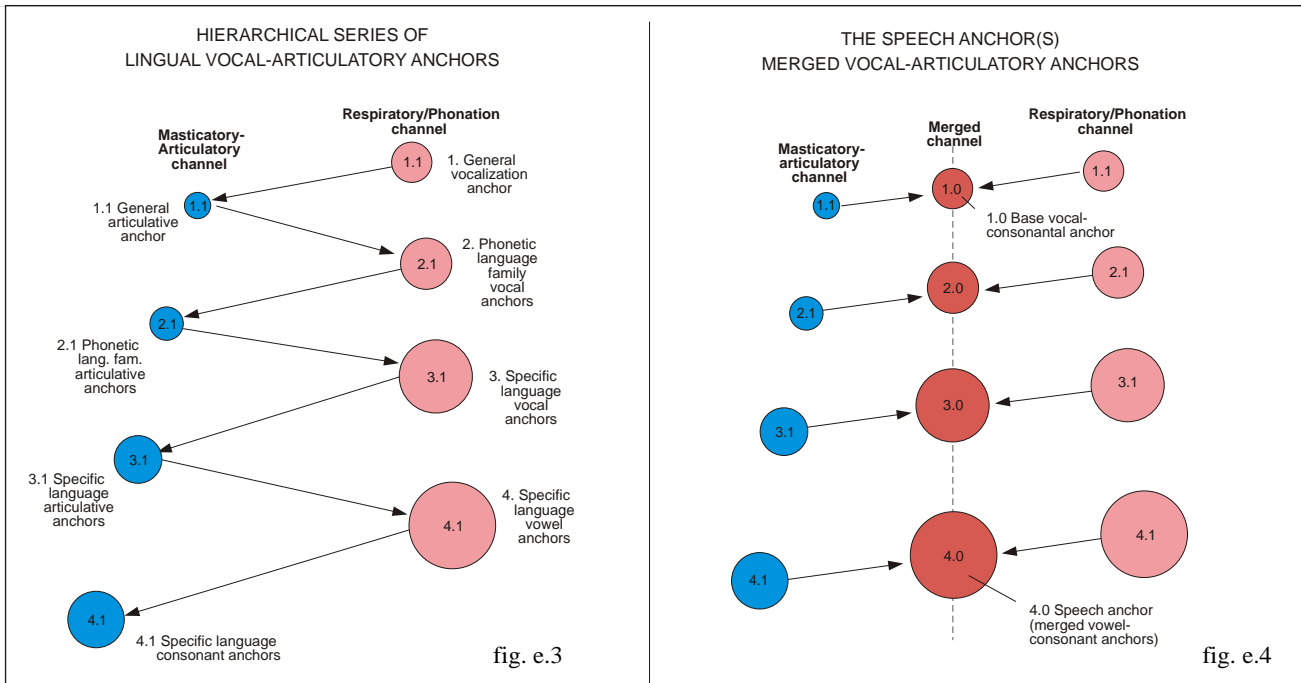 HIERARCHICAL SERIES OF
LINGUAL VOCAL-ARTICULATORY ANCHORS
Masticatory-
Articulatory
channel
Respiratory/Phonation
channel
1.1
1. General
vocalization
anchor
1.1
1.1 General
articulative
anchor
2.1
2. Phonetic
language
family
vocal
anchors
2.1
2.1 Phonetic
lang. fam.
articulative
anchors
3.1
3. Specific
language
vocal
anchors
3.1
3.1 Specific
language
articulative
anchors
4.1
4. Specific
language
vowel
anchors
4.1
4.1 Specific language
consonant anchors
fig. e.3
THE SPEECH ANCHOR(S)
MERGED VOCAL-ARTICULATORY ANCHORS
Masticatory-
articulatory
channel
Merged
channel
Respiratory/Phonation
channel
1.1
1.0
1.1
1.0 Base vocal-
consonantal anchor
2.1
2.0
2.1
3.1
3.0
3.1
4.1
4.0
4.1
4.0 Speech anchor
(merged vowel-
consonant anchors)
fig. e.4